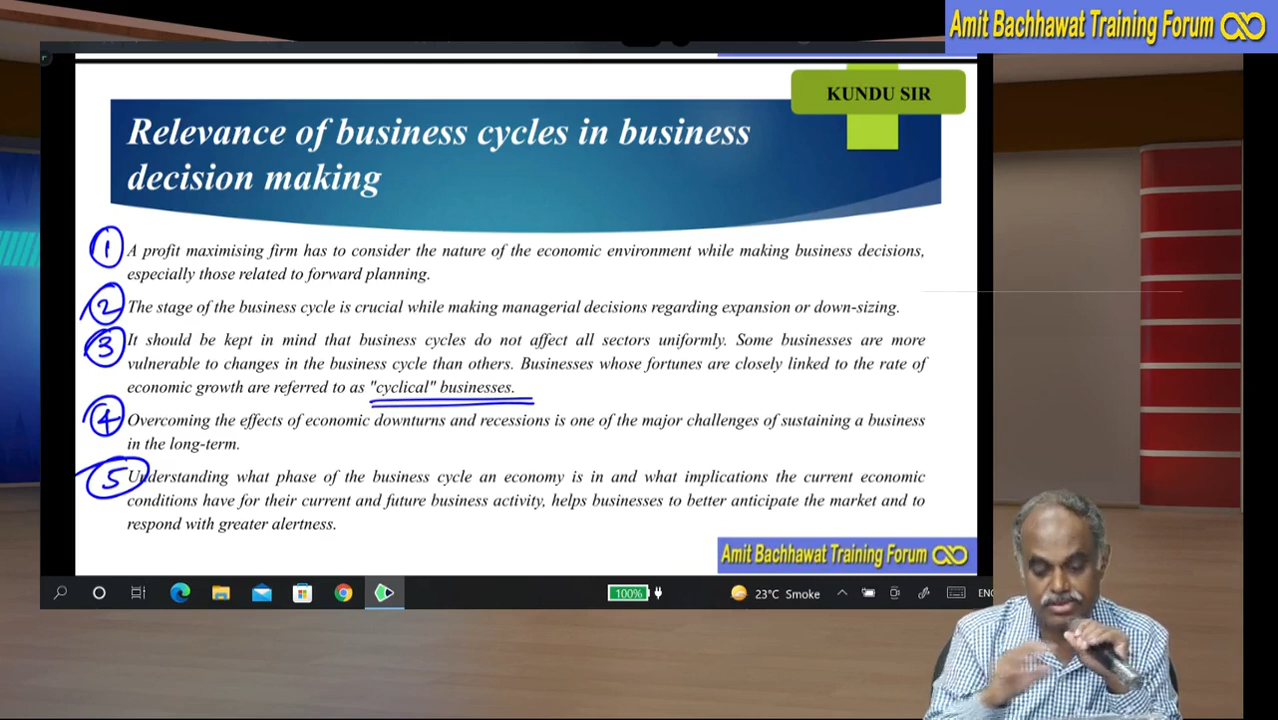 Amit Bachhawat Training Forum
KUNDU SIR
Relevance of business cycles in business
decision making
1
A profit maximising firm has to consider the nature of the economic environment while making business decisions,
especially those related to forward planning.
2
The stage of the business cycle is crucial while making managerial decisions regarding expansion or down-sizing.
3
It should be kept in mind that business cycles do not affect all sectors uniformly. Some businesses are more
vulnerable to changes in the business cycle than others. Businesses whose fortunes are closely linked to the rate of
economic growth are referred to as "cyclical" businesses.
4
Overcoming the effects of economic downturns and recessions is one of the major challenges of sustaining a business
in the long-term.
5
Understanding what phase of the business cycle an economy is in and what implications the current economic
conditions have for their current and future business activity, helps businesses to better anticipate the market and to
respond with greater alertness.
Amit Bachhawat Training Forum
100%
23°C Smoke
ENG